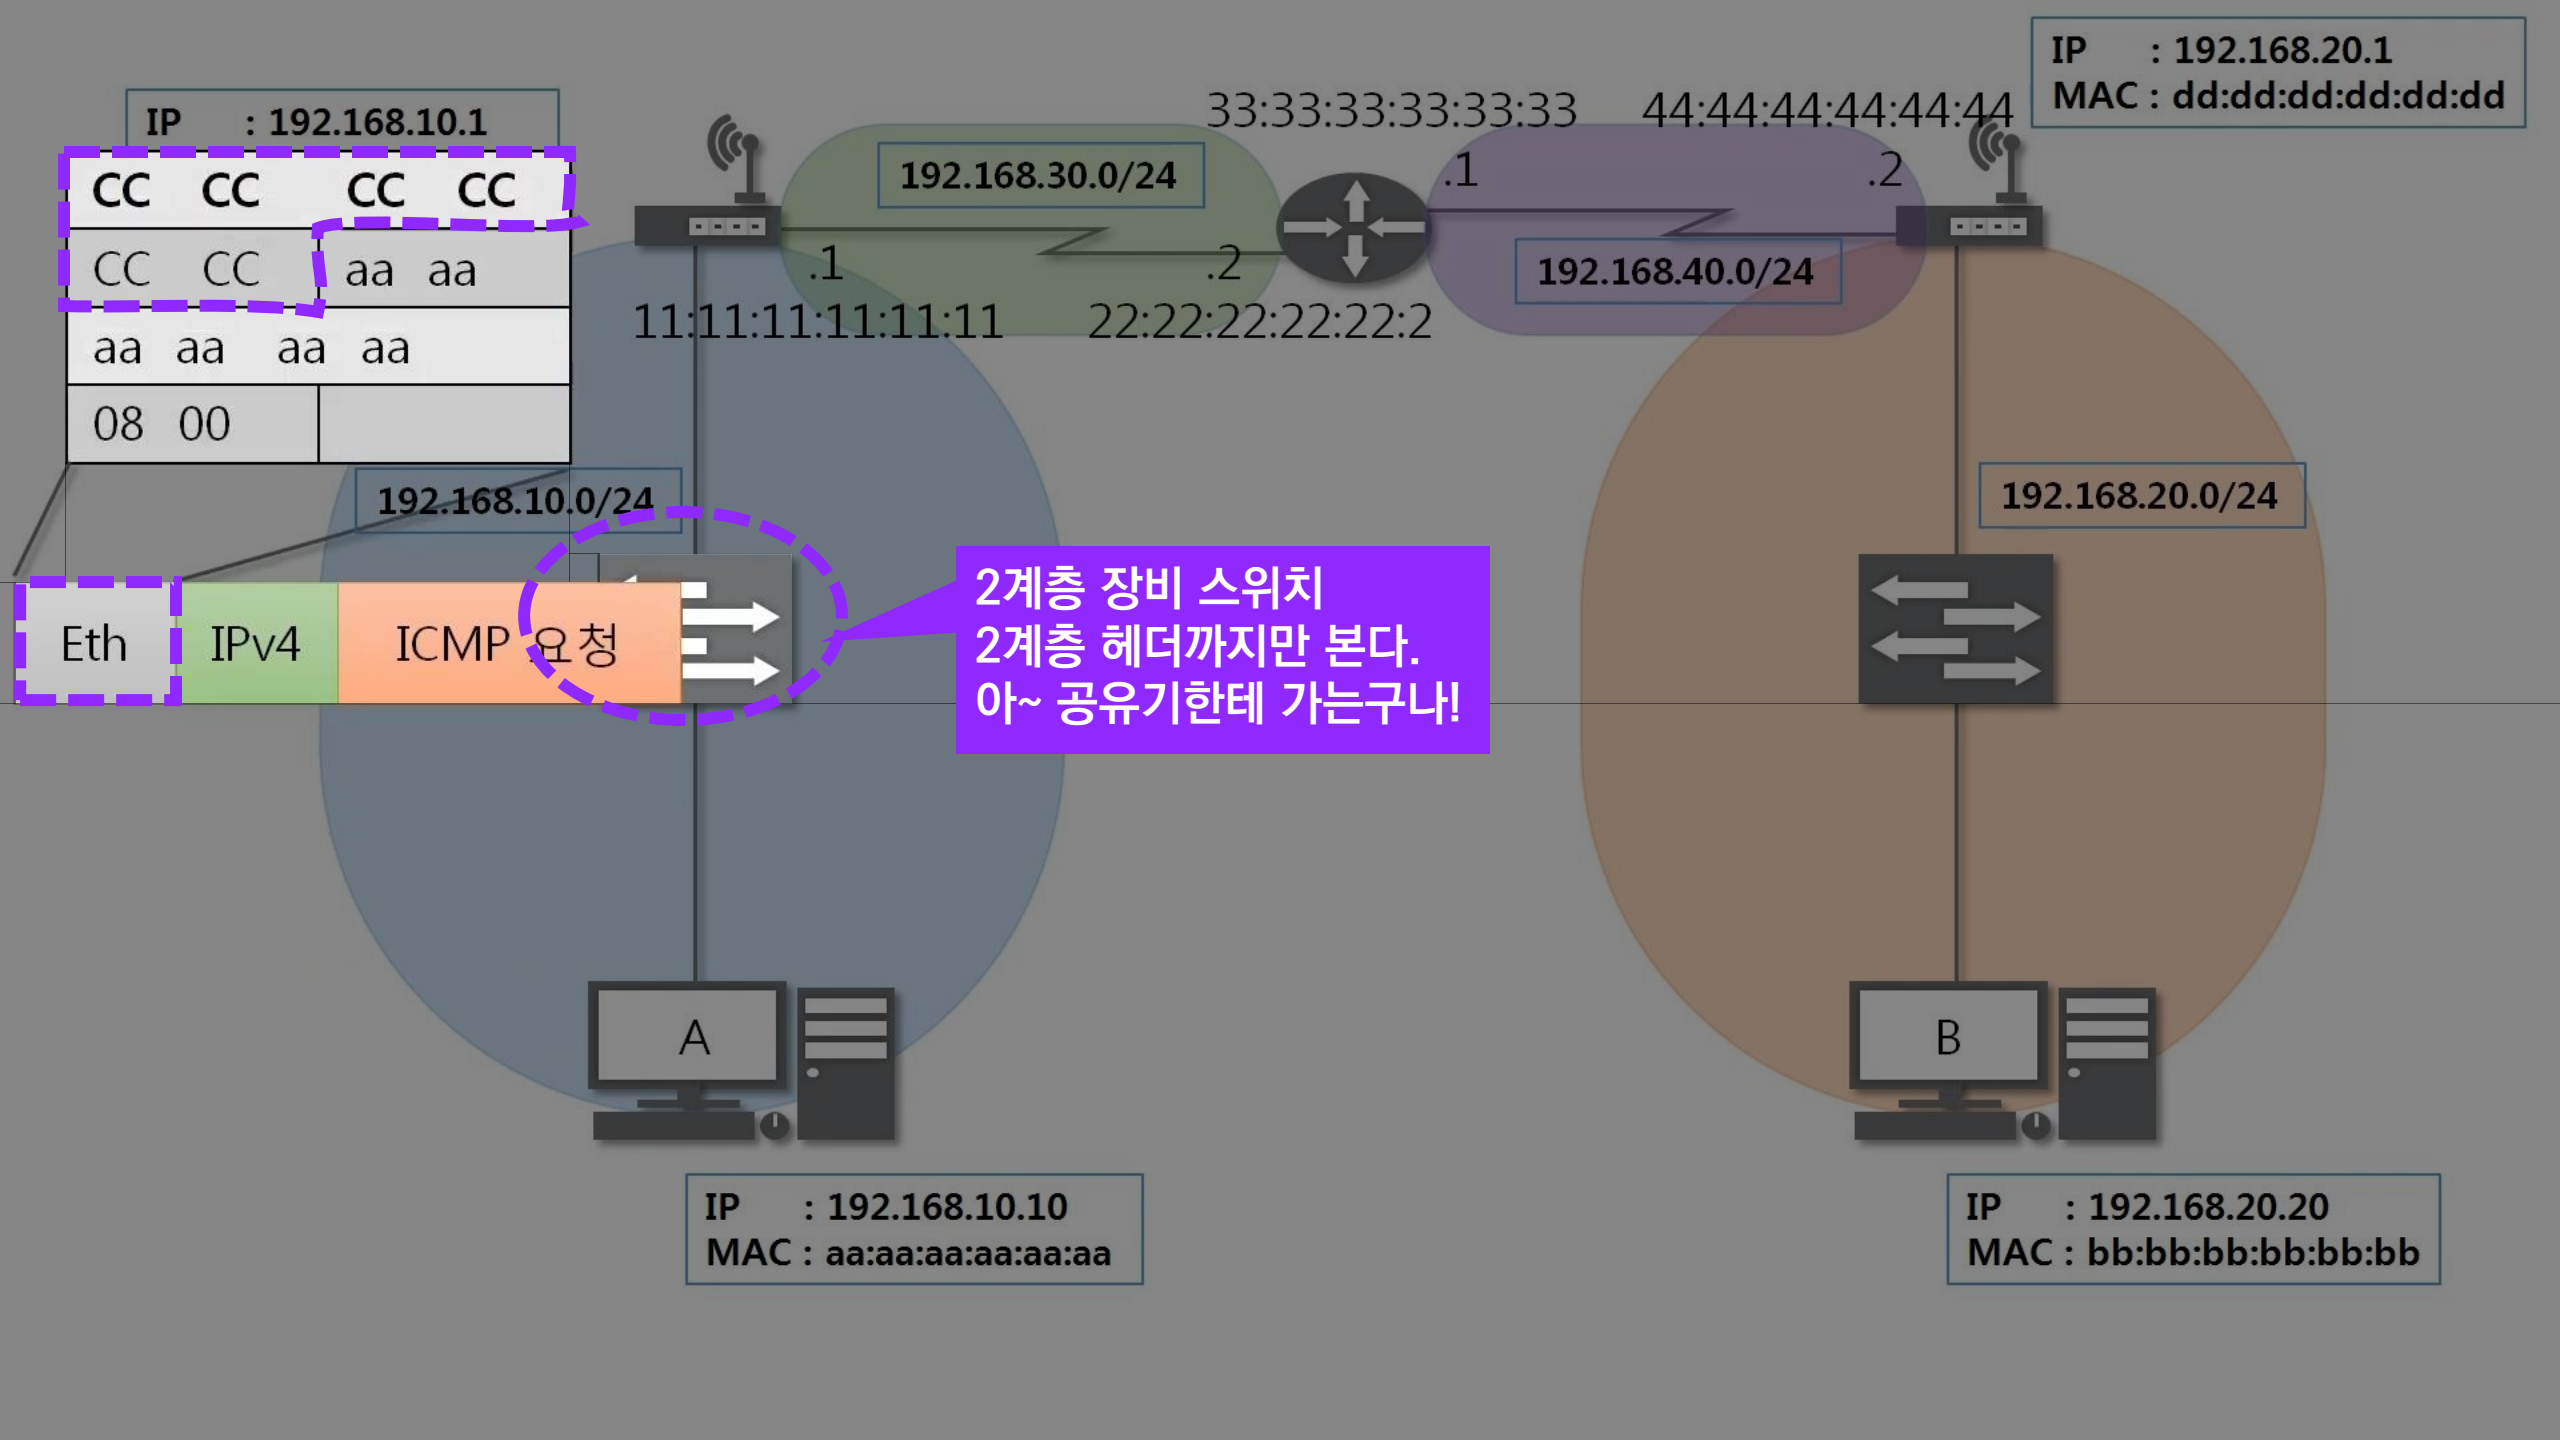 IP : 192.168.20.1
MAC : dd:dd:dd:dd:dd:dd
IP : 192.168.10.1
33:33:33:33:33:33
44:44:44:44:44:44
CC CC CC CC
CC CC aa aa
aa aa aa aa
08 00
192.168.30.0/24
.1
.2
192.168.40.0/24
.1
.2
11:11:11:11:11:11
22:22:22:22:22:2
192.168.10.0/24
192.168.20.0/24
Eth
IPv4
ICMP 요청
2계층 장비 스위치
2계층 헤더까지만 본다.
아~ 공유기한테 가는구나!
A
B
IP : 192.168.10.10
MAC : aa:aa:aa:aa:aa:aa
IP : 192.168.20.20
MAC : bb:bb:bb:bb:bb:bb